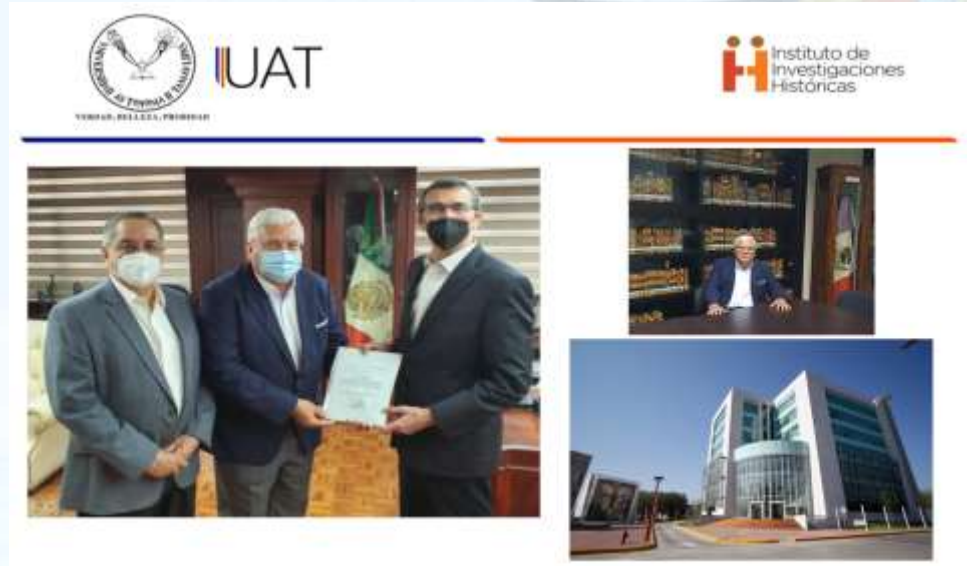 VERDAD, BELLEZA, PROBIDAD
UAT
Instituto de
Investigaciones
Históricas